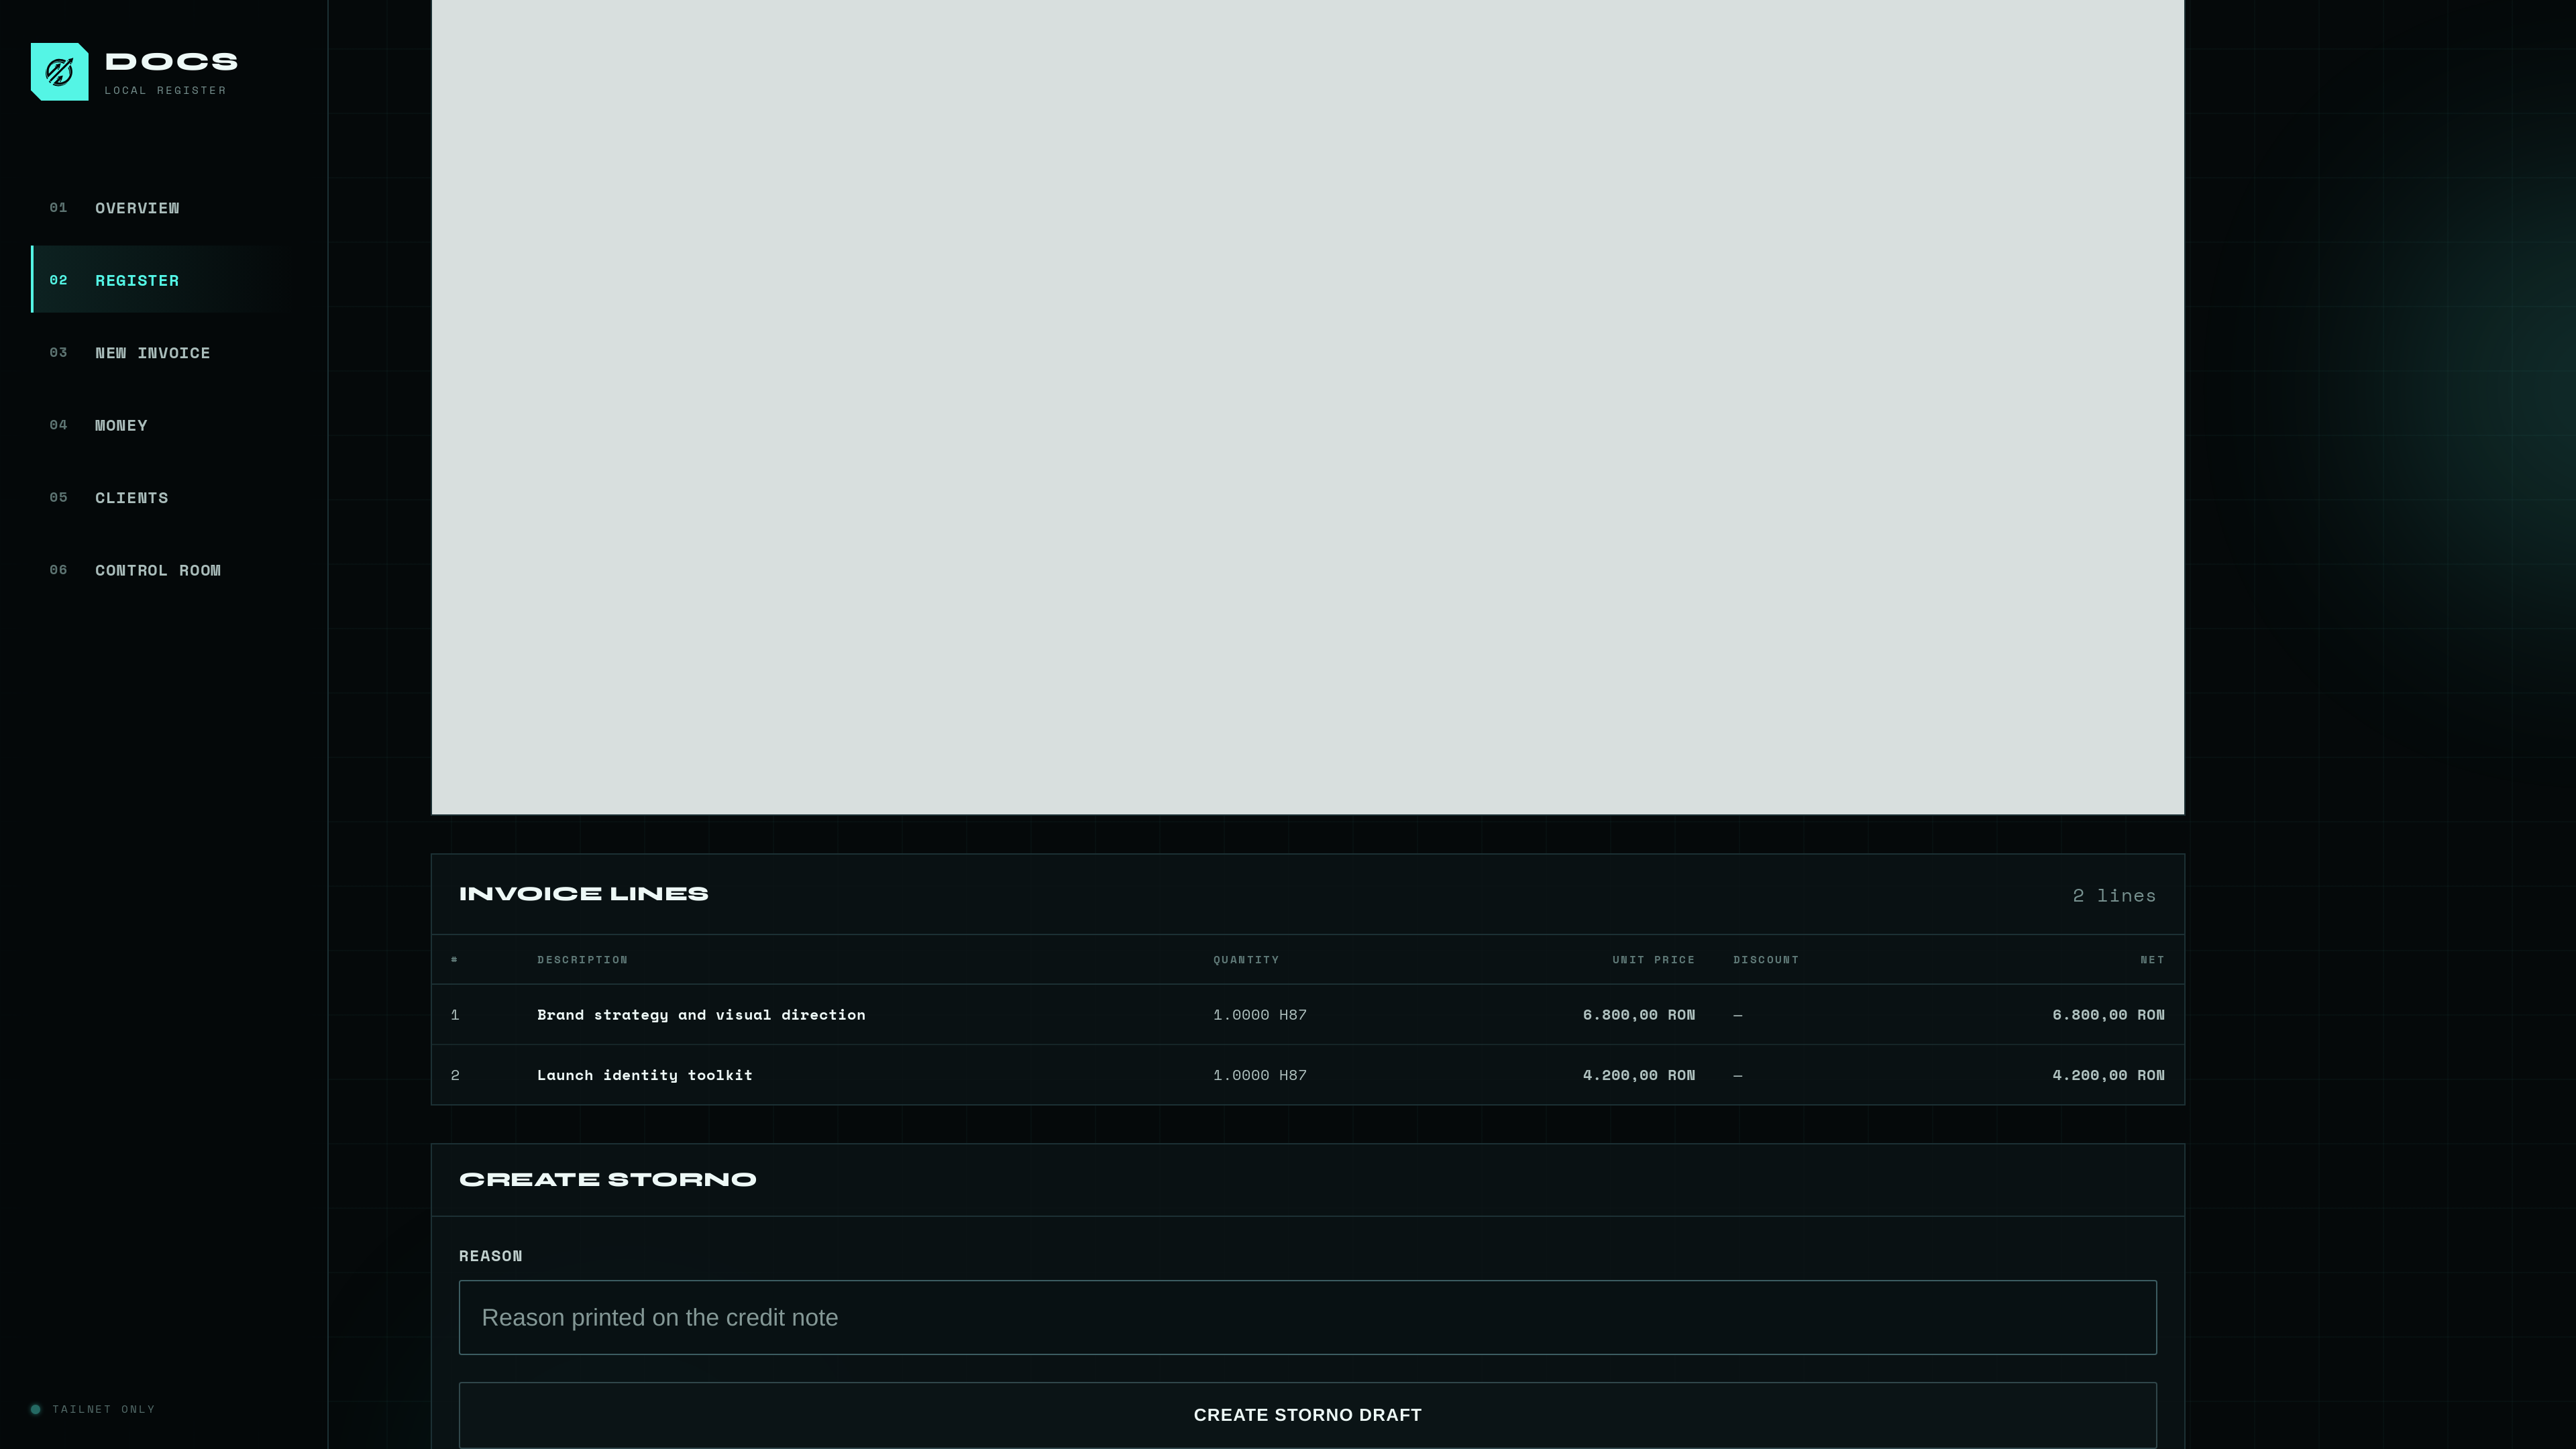 DOCS
LOCAL REGISTER
01 OVERVIEW
02 REGISTER
03 NEW INVOICE
04 MONEY
05 CLIENTS
06 CONTROL ROOM
TAILNET ONLY
INVOICE LINES 2 lines
# DESCRIPTION QUANTITY UNIT PRICE DISCOUNT NET
1 Brand strategy and visual direction 1.0000 H87 6.800,00 RON — 6.800,00 RON
2 Launch identity toolkit 1.0000 H87 4.200,00 RON — 4.200,00 RON
CREATE STORNO
REASON
Reason printed on the credit note
CREATE STORNO DRAFT